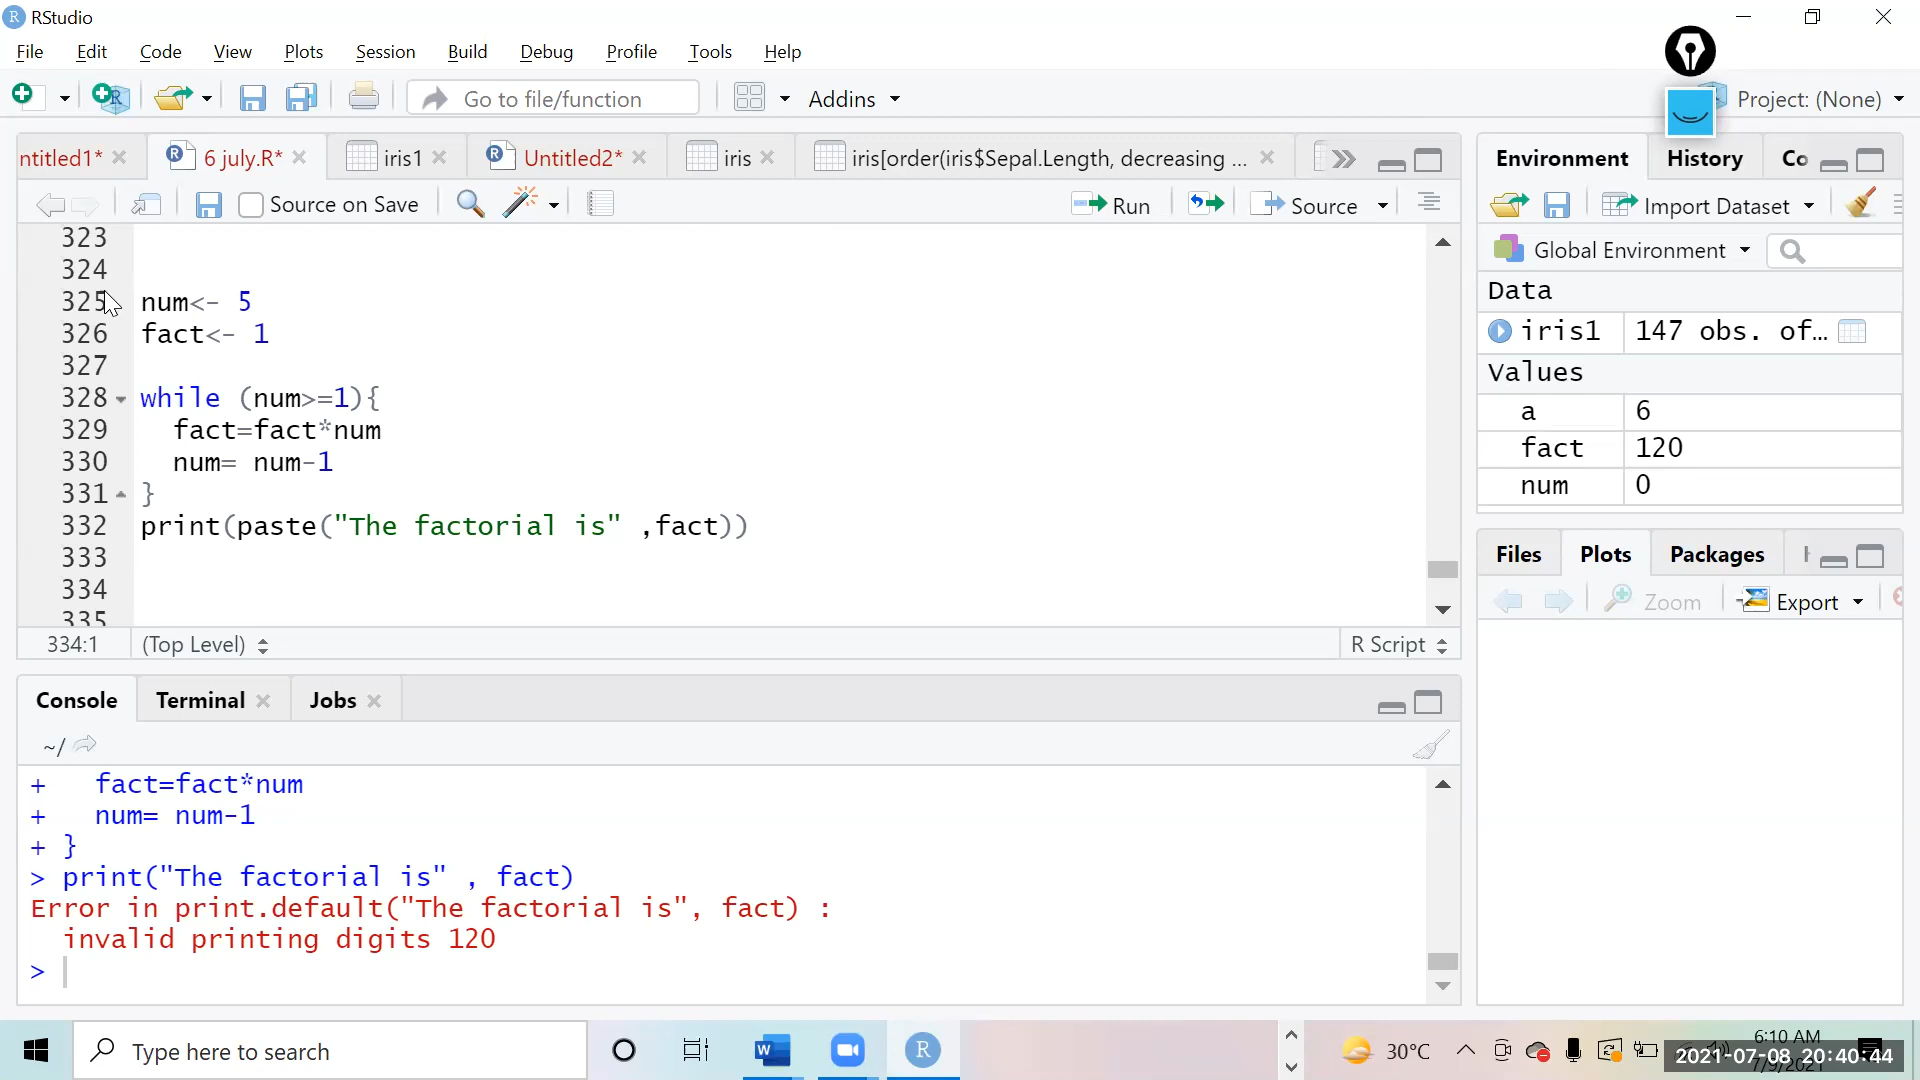 RStudio
File Edit Code View Plots Session Build Debug Profile Tools Help
Go to file/function Addins Project: (None)
ntitled1* 6 july.R* iris1 Untitled2* iris iris[order(iris$Sepal.Length, decreasing ...
Source on Save Run Source
323
324
325 num<- 5
326 fact<- 1
327
328 while (num>=1){
329 fact=fact*num
330 num= num-1
331 }
332 print(paste("The factorial is" ,fact))
333
334
335
334:1 (Top Level) R Script
Console Terminal Jobs
~/
+ fact=fact*num
+ num= num-1
+ }
> print("The factorial is" , fact)
Error in print.default("The factorial is", fact) :
invalid printing digits 120
>
Environment History Co
Import Dataset
Global Environment
Data
iris1 147 obs. of…
Values
a 6
fact 120
num 0
Files Plots Packages
Zoom Export
Type here to search
30°C
6:10 AM
2021-07-08 20:40:44